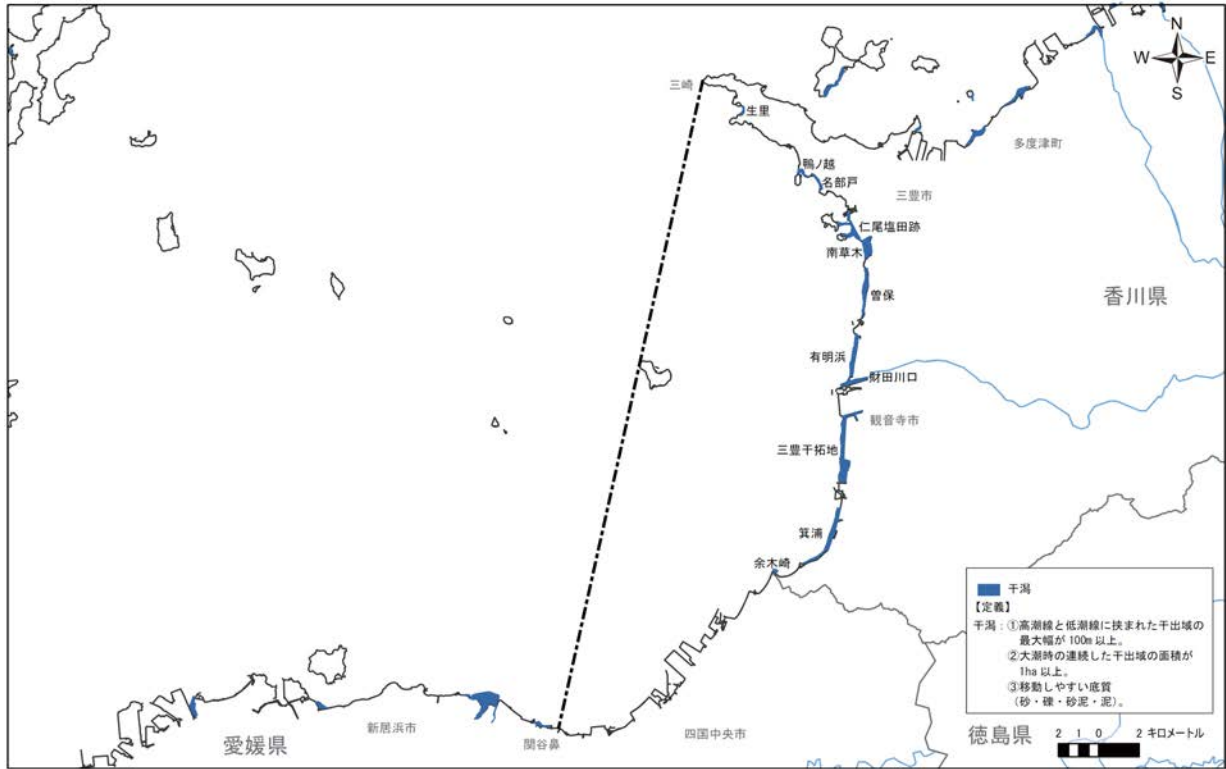 N
W
E
S
三崎
生里
多度津町
鴨ノ越
名部戸
三豊市
仁尾塩田跡
南草木
香川県
曽保
有明浜
財田川口
観音寺市
三豊干拓地
箕浦
余木崎
干潟
【定義】
干潟：①高潮線と低潮線に挟まれた干出域の
最大幅が100m以上。
②大潮時の連続した干出域の面積が
1ha以上。
③移動しやすい底質
（砂・礫・砂泥・泥）。
新居浜市
関谷鼻
四国中央市
愛媛県
徳島県
2 1 0 2 キロメートル